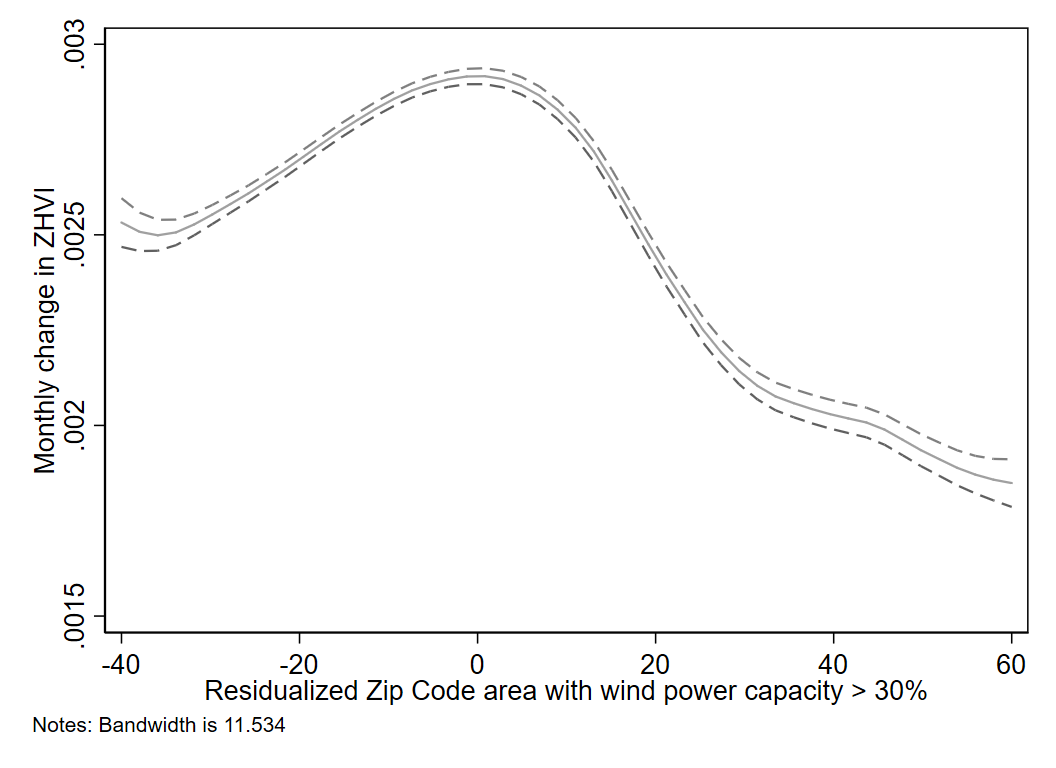 Monthly change in ZHVI
.003
.0025
.002
.0015
-40 -20 0 20 40 60
Residualized Zip Code area with wind power capacity > 30%
Notes: Bandwidth is 11.534